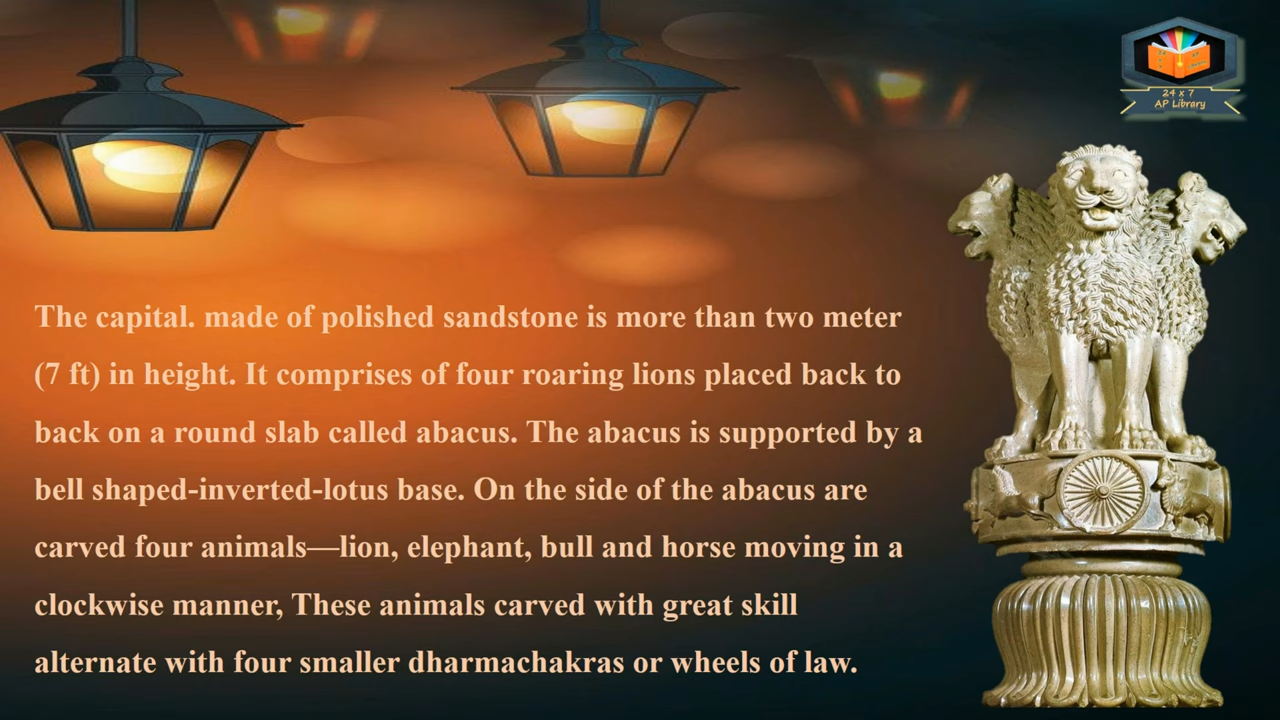 24 x 7
AP Library
The capital. made of polished sandstone is more than two meter
(7 ft) in height. It comprises of four roaring lions placed back to
back on a round slab called abacus. The abacus is supported by a
bell shaped-inverted-lotus base. On the side of the abacus are
carved four animals—lion, elephant, bull and horse moving in a
clockwise manner, These animals carved with great skill
alternate with four smaller dharmachakras or wheels of law.